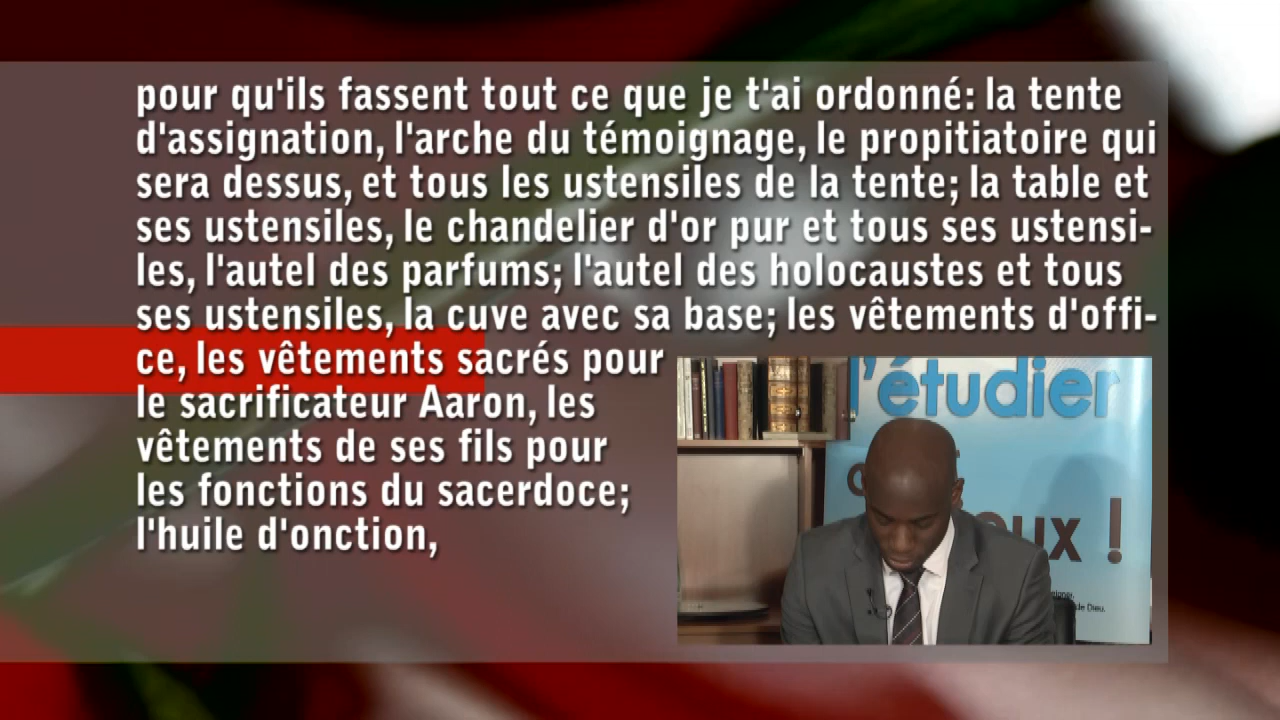 pour qu'ils fassent tout ce que je t'ai ordonné: la tente
d'assignation, l'arche du témoignage, le propitiatoire qui
sera dessus, et tous les ustensiles de la tente; la table et
ses ustensiles, le chandelier d'or pur et tous ses ustensi-
les, l'autel des parfums; l'autel des holocaustes et tous
ses ustensiles, la cuve avec sa base; les vêtements d'offi-
ce, les vêtements sacrés pour
le sacrificateur Aaron, les
vêtements de ses fils pour
les fonctions du sacerdoce;
l'huile d'onction,
l'étudier
!
de Dieu.